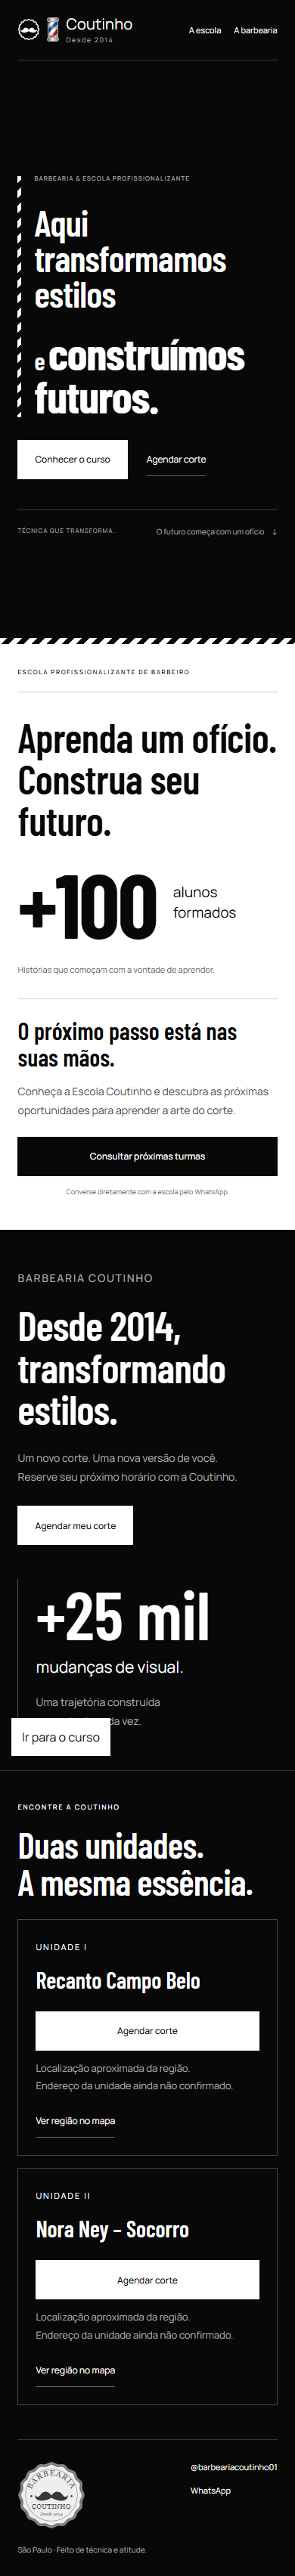 Coutinho
Desde 2014
A escola A barbearia
BARBEARIA & ESCOLA PROFISSIONALIZANTE
Aqui
transformamos
estilos
e construímos
futuros.
Conhecer o curso Agendar corte
TÉCNICA QUE TRANSFORMA. O futuro começa com um ofício ↓
ESCOLA PROFISSIONALIZANTE DE BARBEIRO
Aprenda um ofício.
Construa seu
futuro.
+100 alunos
formados
Histórias que começam com a vontade de aprender.
O próximo passo está nas
suas mãos.
Conheça a Escola Coutinho e descubra as próximas
oportunidades para aprender a arte do corte.
Consultar próximas turmas
Converse diretamente com a escola pelo WhatsApp.
BARBEARIA COUTINHO
Desde 2014,
transformando
estilos.
Um novo corte. Uma nova versão de você.
Reserve seu próximo horário com a Coutinho.
Agendar meu corte
+25 mil
mudanças de visual.
Uma trajetória construída
vez.
Ir para o curso
ENCONTRE A COUTINHO
Duas unidades.
A mesma essência.
UNIDADE I
Recanto Campo Belo
Agendar corte
Localização aproximada da região.
Endereço da unidade ainda não confirmado.
Ver região no mapa
UNIDADE II
Nora Ney – Socorro
Agendar corte
Localização aproximada da região.
Endereço da unidade ainda não confirmado.
Ver região no mapa
BARBEARIA
COUTINHO
Desde 2014
@barbeariacoutinho01
WhatsApp
São Paulo · Feito de técnica e atitude.